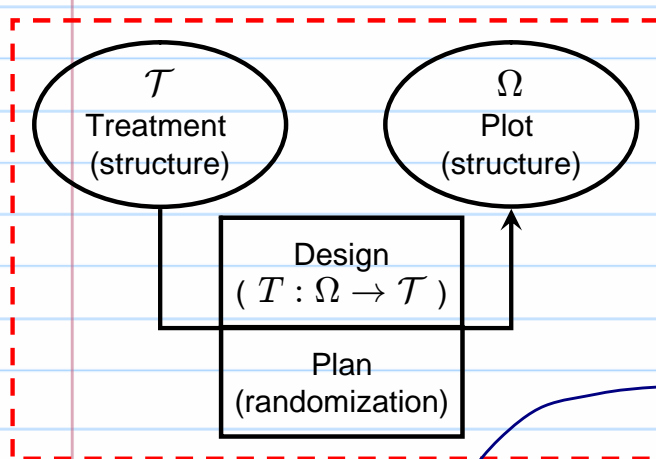 𝒯
Treatment
(structure)
Ω
Plot
(structure)
Design
( T : Ω → 𝒯 )
Plan
(randomization)